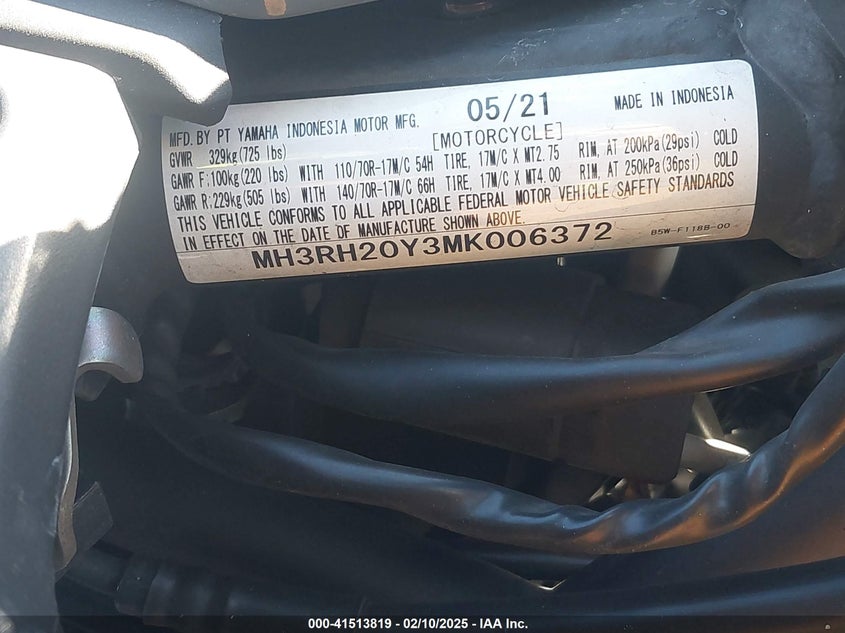 MFD. BY PT YAMAHA INDONESIA MOTOR MFG. 05/21 MADE IN INDONESIA
GVWR 329kg(725 lbs) [MOTORCYCLE]
GAWR F:100kg(220 lbs) WITH 110/70R-17M/C 54H TIRE, 17M/C X MT2.75 RIM, AT 200kPa(29psi) COLD
GAWR R:229kg(505 lbs) WITH 140/70R-17M/C 66H TIRE, 17M/C X MT4.00 RIM, AT 250kPa(36psi) COLD
THIS VEHICLE CONFORMS TO ALL APPLICABLE FEDERAL MOTOR VEHICLE SAFETY STANDARDS
IN EFFECT ON THE DATE OF MANUFACTURE SHOWN ABOVE.
MH3RH20Y3MK006372 B5W-F118B-00
000-41513819 - 02/10/2025 - IAA Inc.